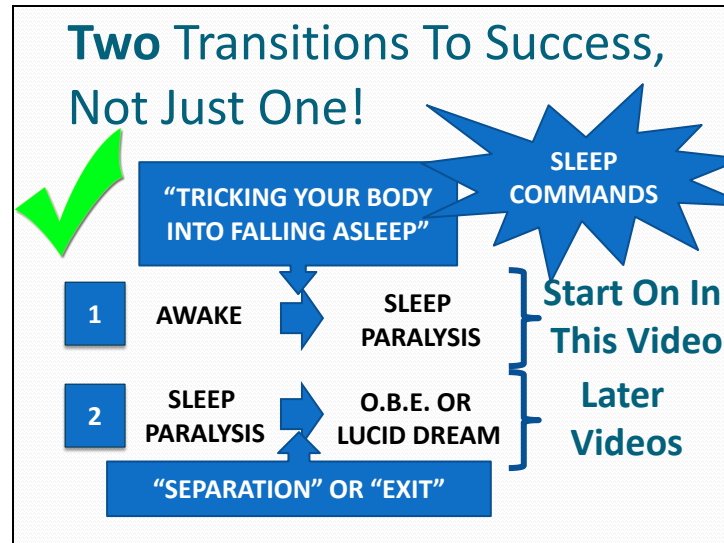 Two Transitions To Success,
Not Just One!
SLEEP
COMMANDS
“TRICKING YOUR BODY
INTO FALLING ASLEEP”
1
AWAKE
SLEEP
PARALYSIS
Start On In
This Video
2
SLEEP
PARALYSIS
O.B.E. OR
LUCID DREAM
Later
Videos
“SEPARATION” OR “EXIT”